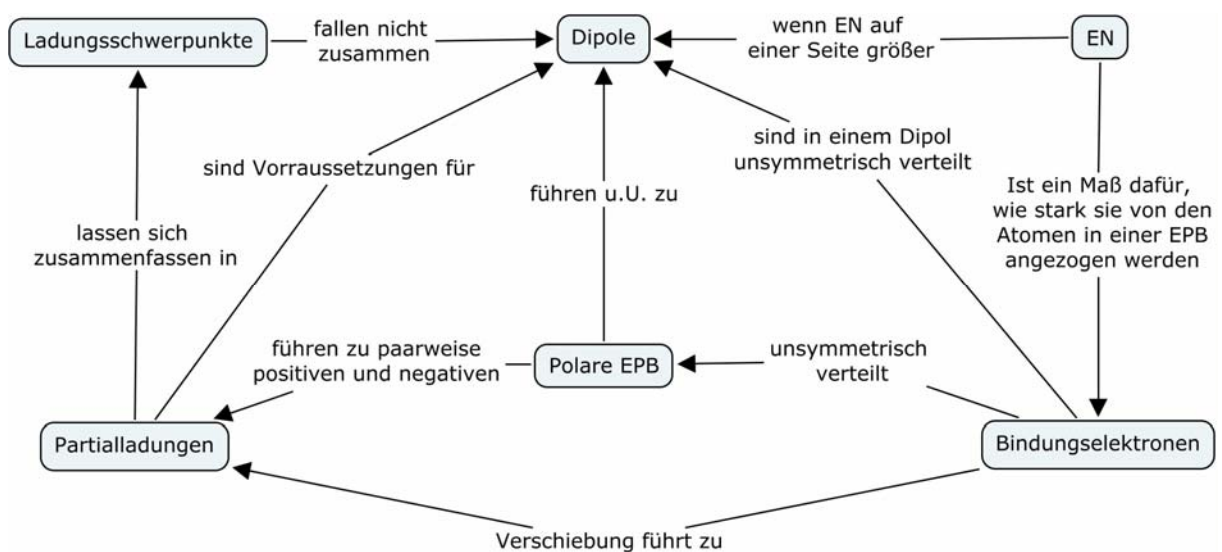 Ladungsschwerpunkte
fallen nicht
zusammen
Dipole
wenn EN auf
einer Seite größer
EN
sind Vorraussetzungen für
sind in einem Dipol
unsymmetrisch verteilt
führen u.U. zu
Ist ein Maß dafür,
wie stark sie von den
Atomen in einer EPB
angezogen werden
lassen sich
zusammenfassen in
führen zu paarweise
positiven und negativen
Polare EPB
unsymmetrisch
verteilt
Partialladungen
Bindungselektronen
Verschiebung führt zu